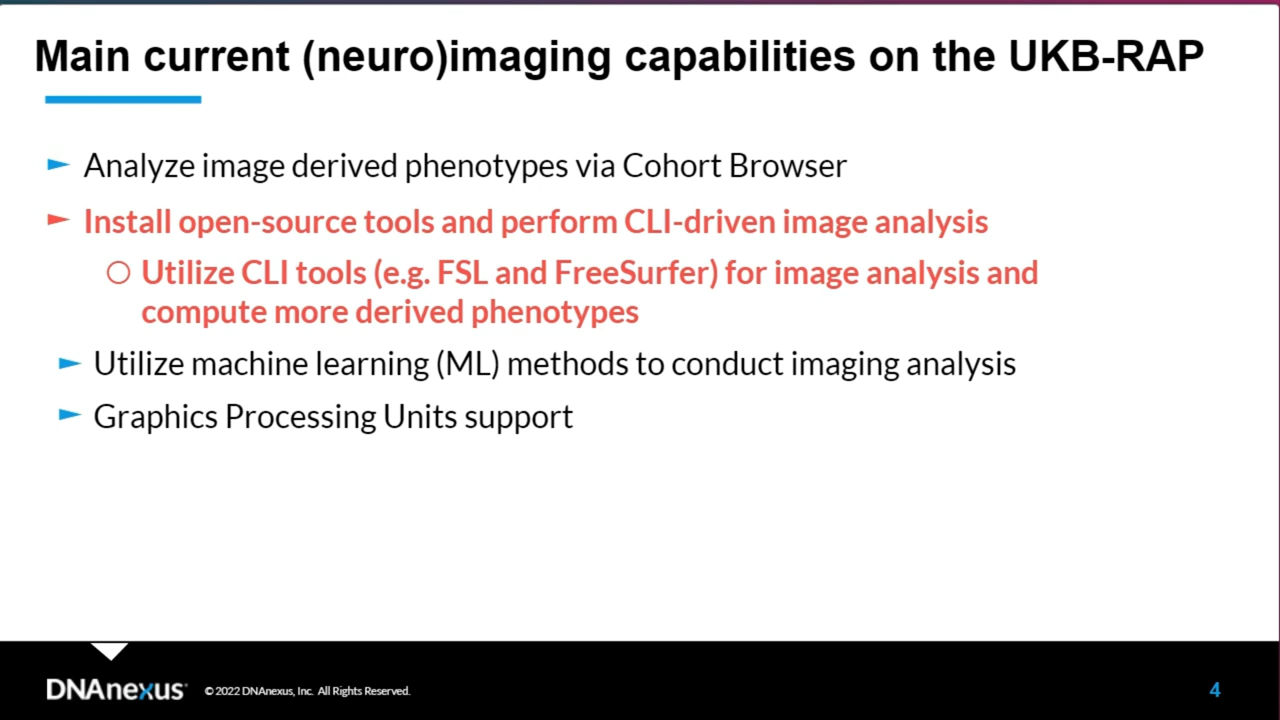 Main current (neuro)imaging capabilities on the UKB-RAP
► Analyze image derived phenotypes via Cohort Browser
► Install open-source tools and perform CLI-driven image analysis
○ Utilize CLI tools (e.g. FSL and FreeSurfer) for image analysis and
compute more derived phenotypes
► Utilize machine learning (ML) methods to conduct imaging analysis
► Graphics Processing Units support
DNAnexus © 2022 DNAnexus, Inc. All Rights Reserved. 4